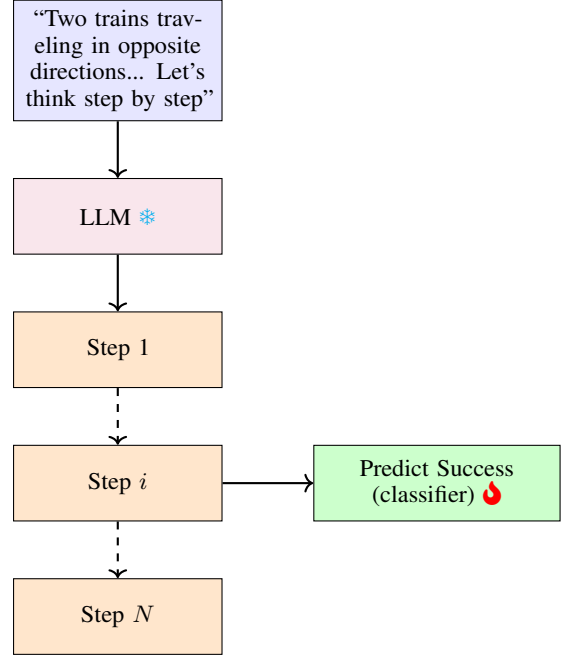 “Two trains trav-
eling in opposite
directions... Let's
think step by step”
LLM
Step 1
Step i
Predict Success
(classifier)
Step N